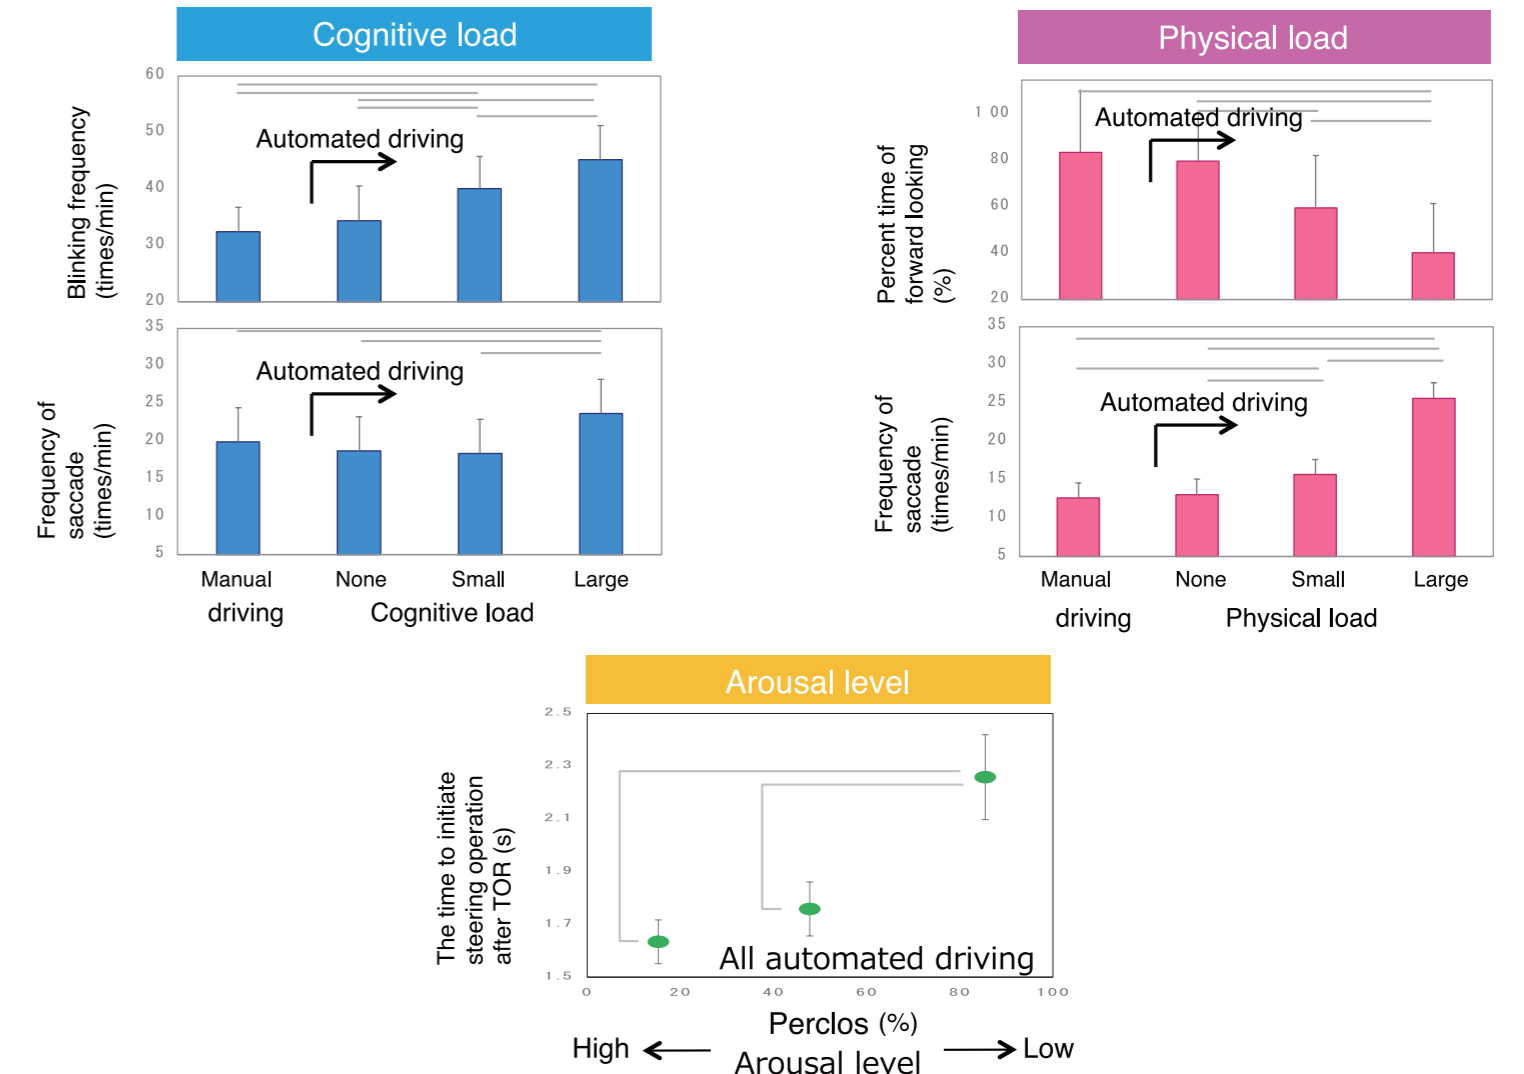 Cognitive load
60
50
40
30
20
Blinking frequency
(times/min)
Automated driving
35
30
25
20
15
10
5
Frequency of
saccade
(times/min)
Automated driving
Manual None Small Large
driving Cognitive load
Physical load
100
80
60
40
20
Percent time of
forward looking
(%)
Automated driving
35
30
25
20
15
10
5
Frequency of
saccade
(times/min)
Automated driving
Manual None Small Large
driving Physical load
Arousal level
2.5
2.3
2.1
1.9
1.7
1.5
The time to initiate
steering operation
after TOR (s)
All automated driving
0 20 40 60 80 100
Perclos (%)
High Arousal level Low